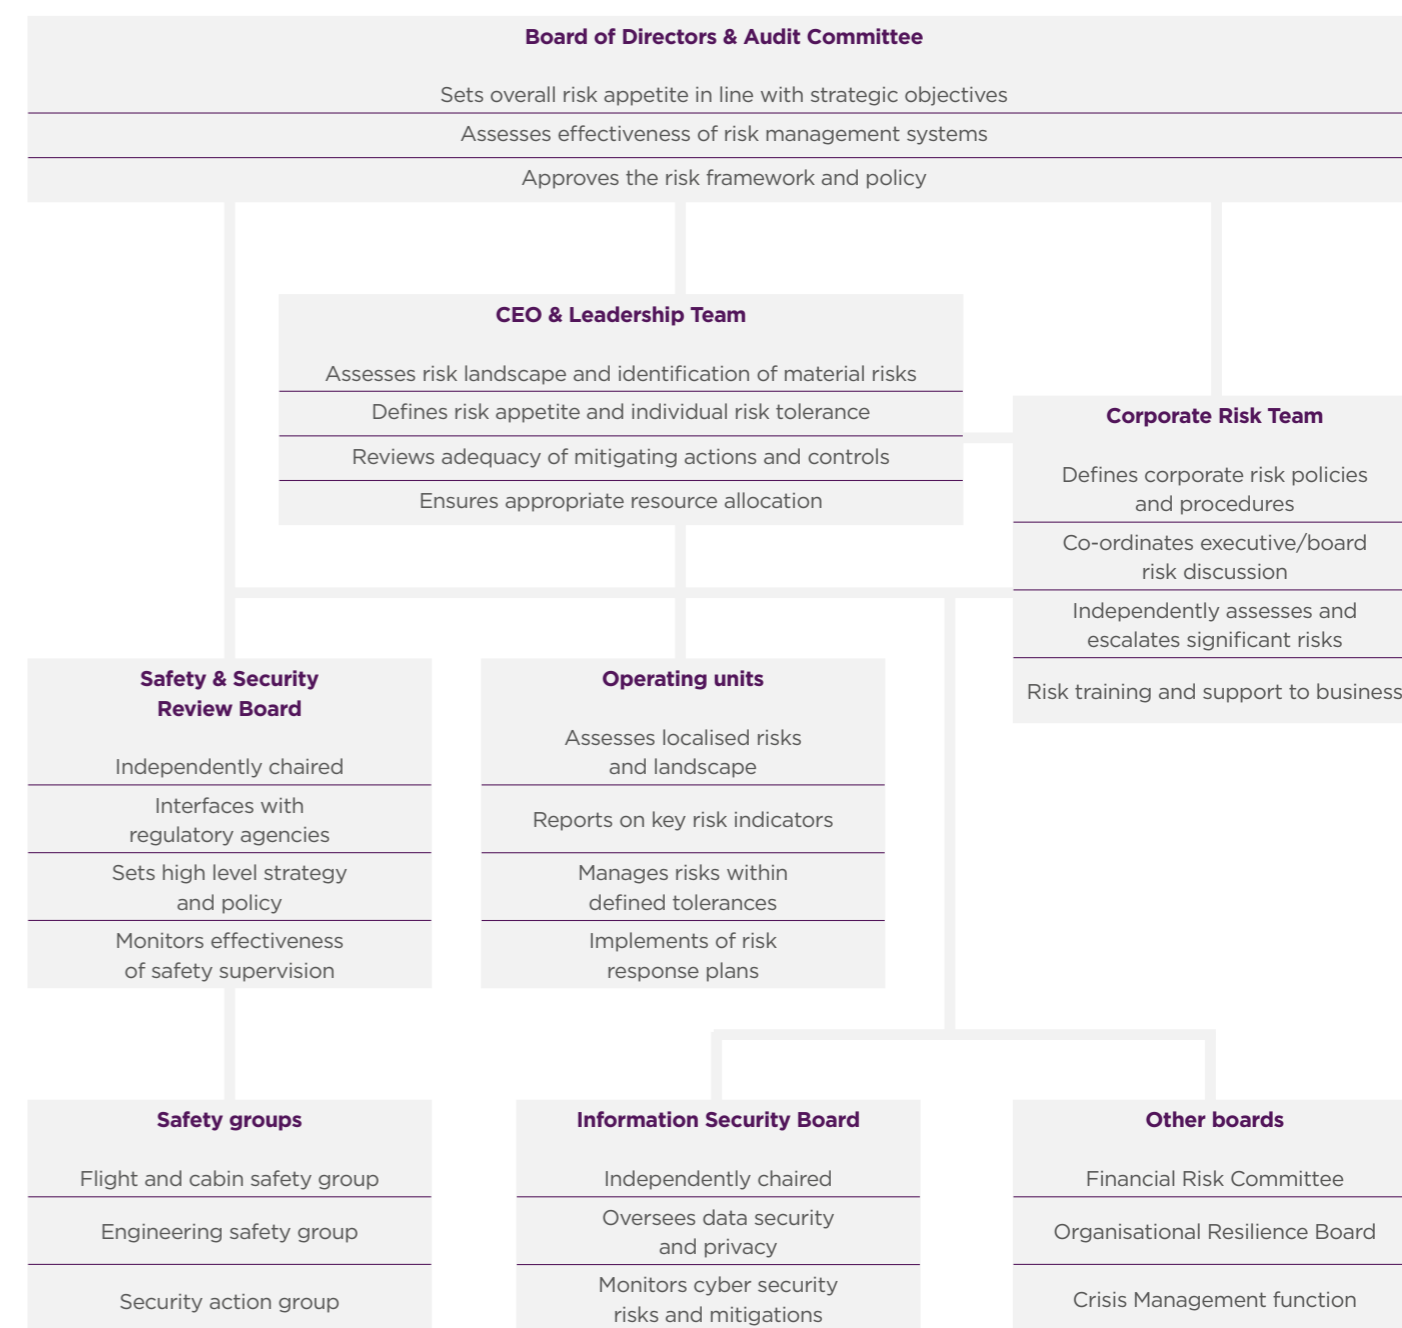 Board of Directors & Audit Committee
Sets overall risk appetite in line with strategic objectives
Assesses effectiveness of risk management systems
Approves the risk framework and policy
CEO & Leadership Team
Assesses risk landscape and identification of material risks
Defines risk appetite and individual risk tolerance
Reviews adequacy of mitigating actions and controls
Ensures appropriate resource allocation
Corporate Risk Team
Defines corporate risk policies
and procedures
Co-ordinates executive/board
risk discussion
Independently assesses and
escalates significant risks
Risk training and support to business
Safety & Security
Review Board
Independently chaired
Interfaces with
regulatory agencies
Sets high level strategy
and policy
Monitors effectiveness
of safety supervision
Operating units
Assesses localised risks
and landscape
Reports on key risk indicators
Manages risks within
defined tolerances
Implements of risk
response plans
Safety groups
Flight and cabin safety group
Engineering safety group
Security action group
Information Security Board
Independently chaired
Oversees data security
and privacy
Monitors cyber security
risks and mitigations
Other boards
Financial Risk Committee
Organisational Resilience Board
Crisis Management function